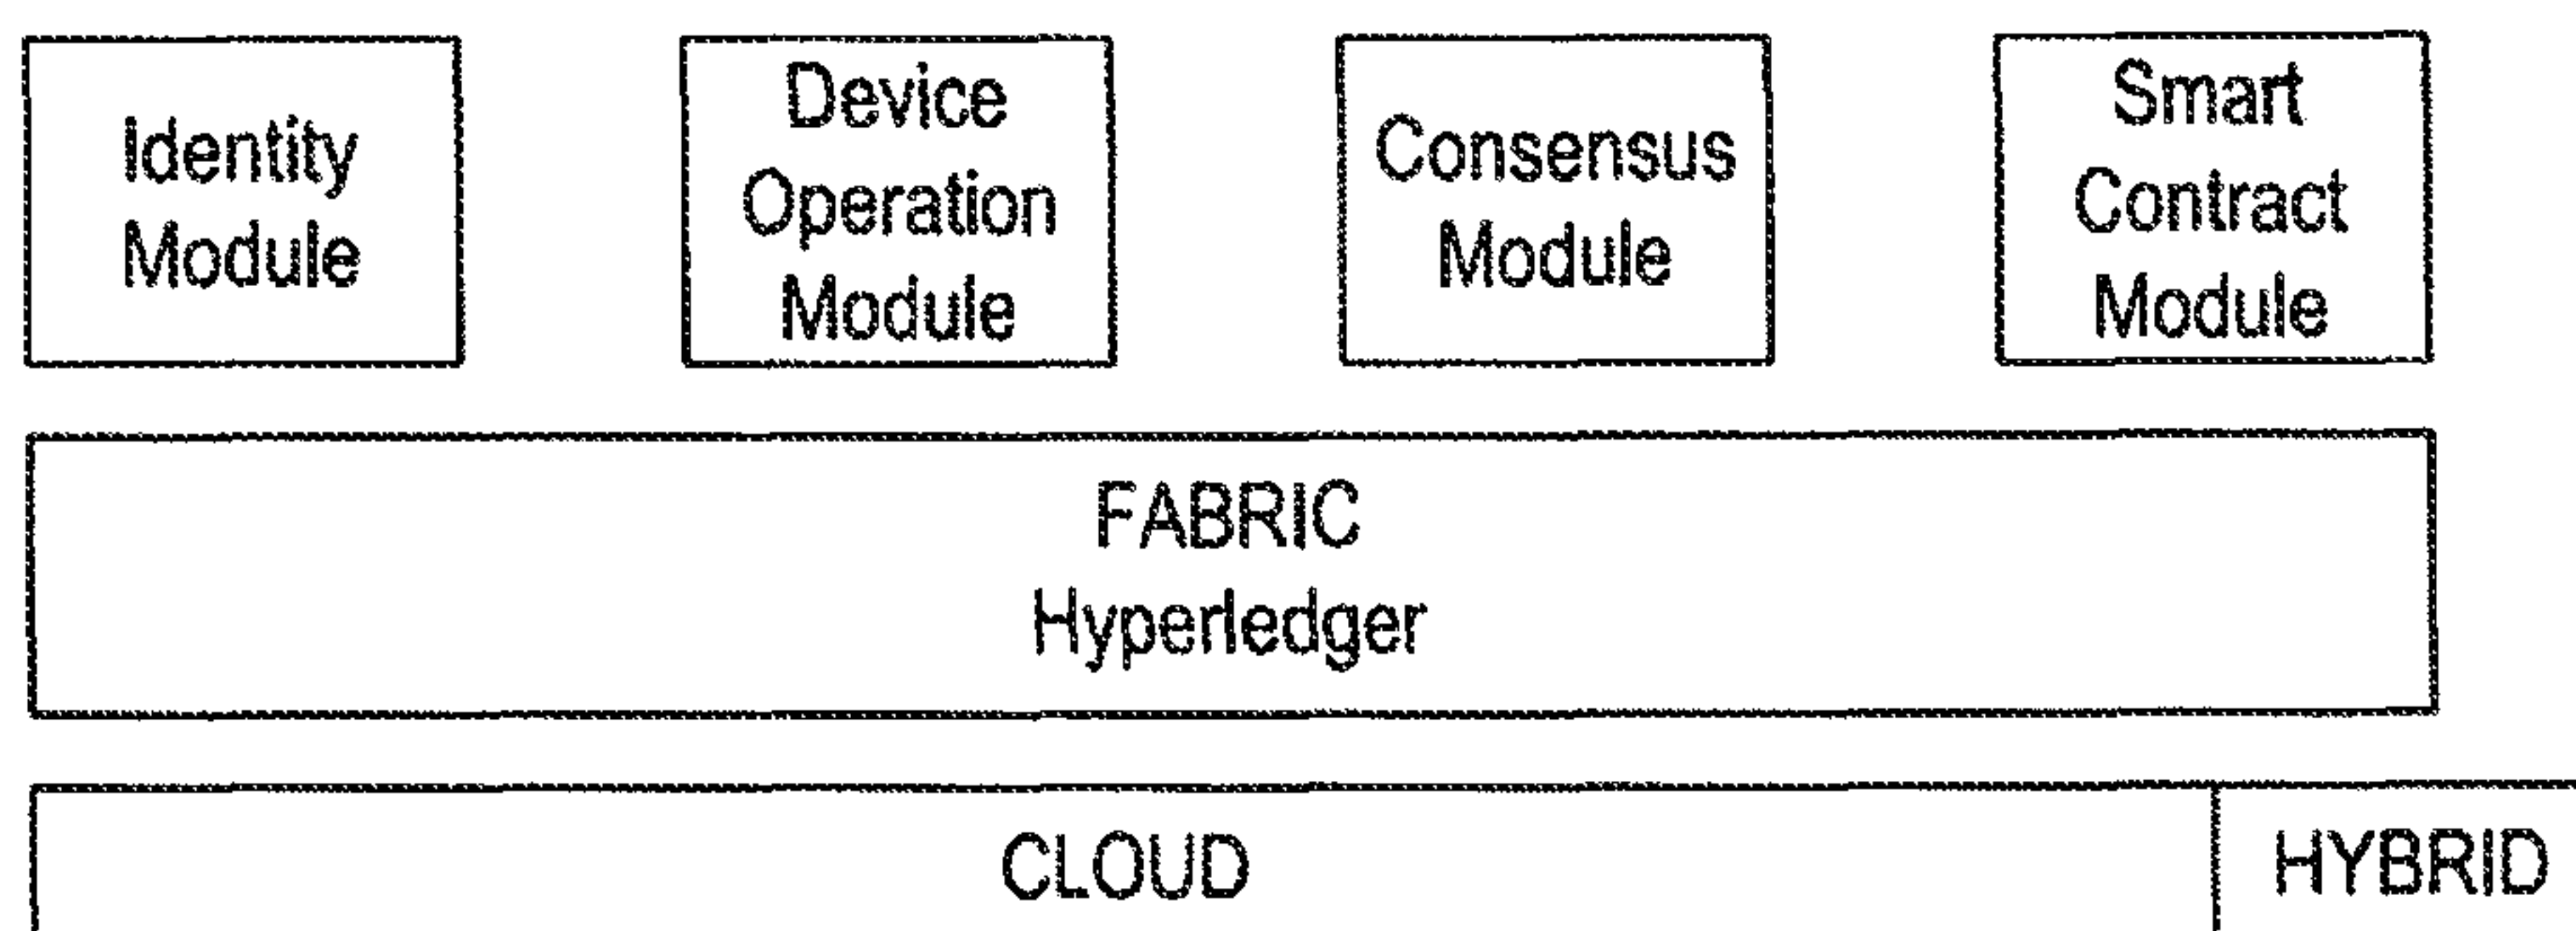 Identity
Module
Device
Operation
Module
Consensus
Module
Smart
Contract
Module
FABRIC
Hyperledger
CLOUD
HYBRID